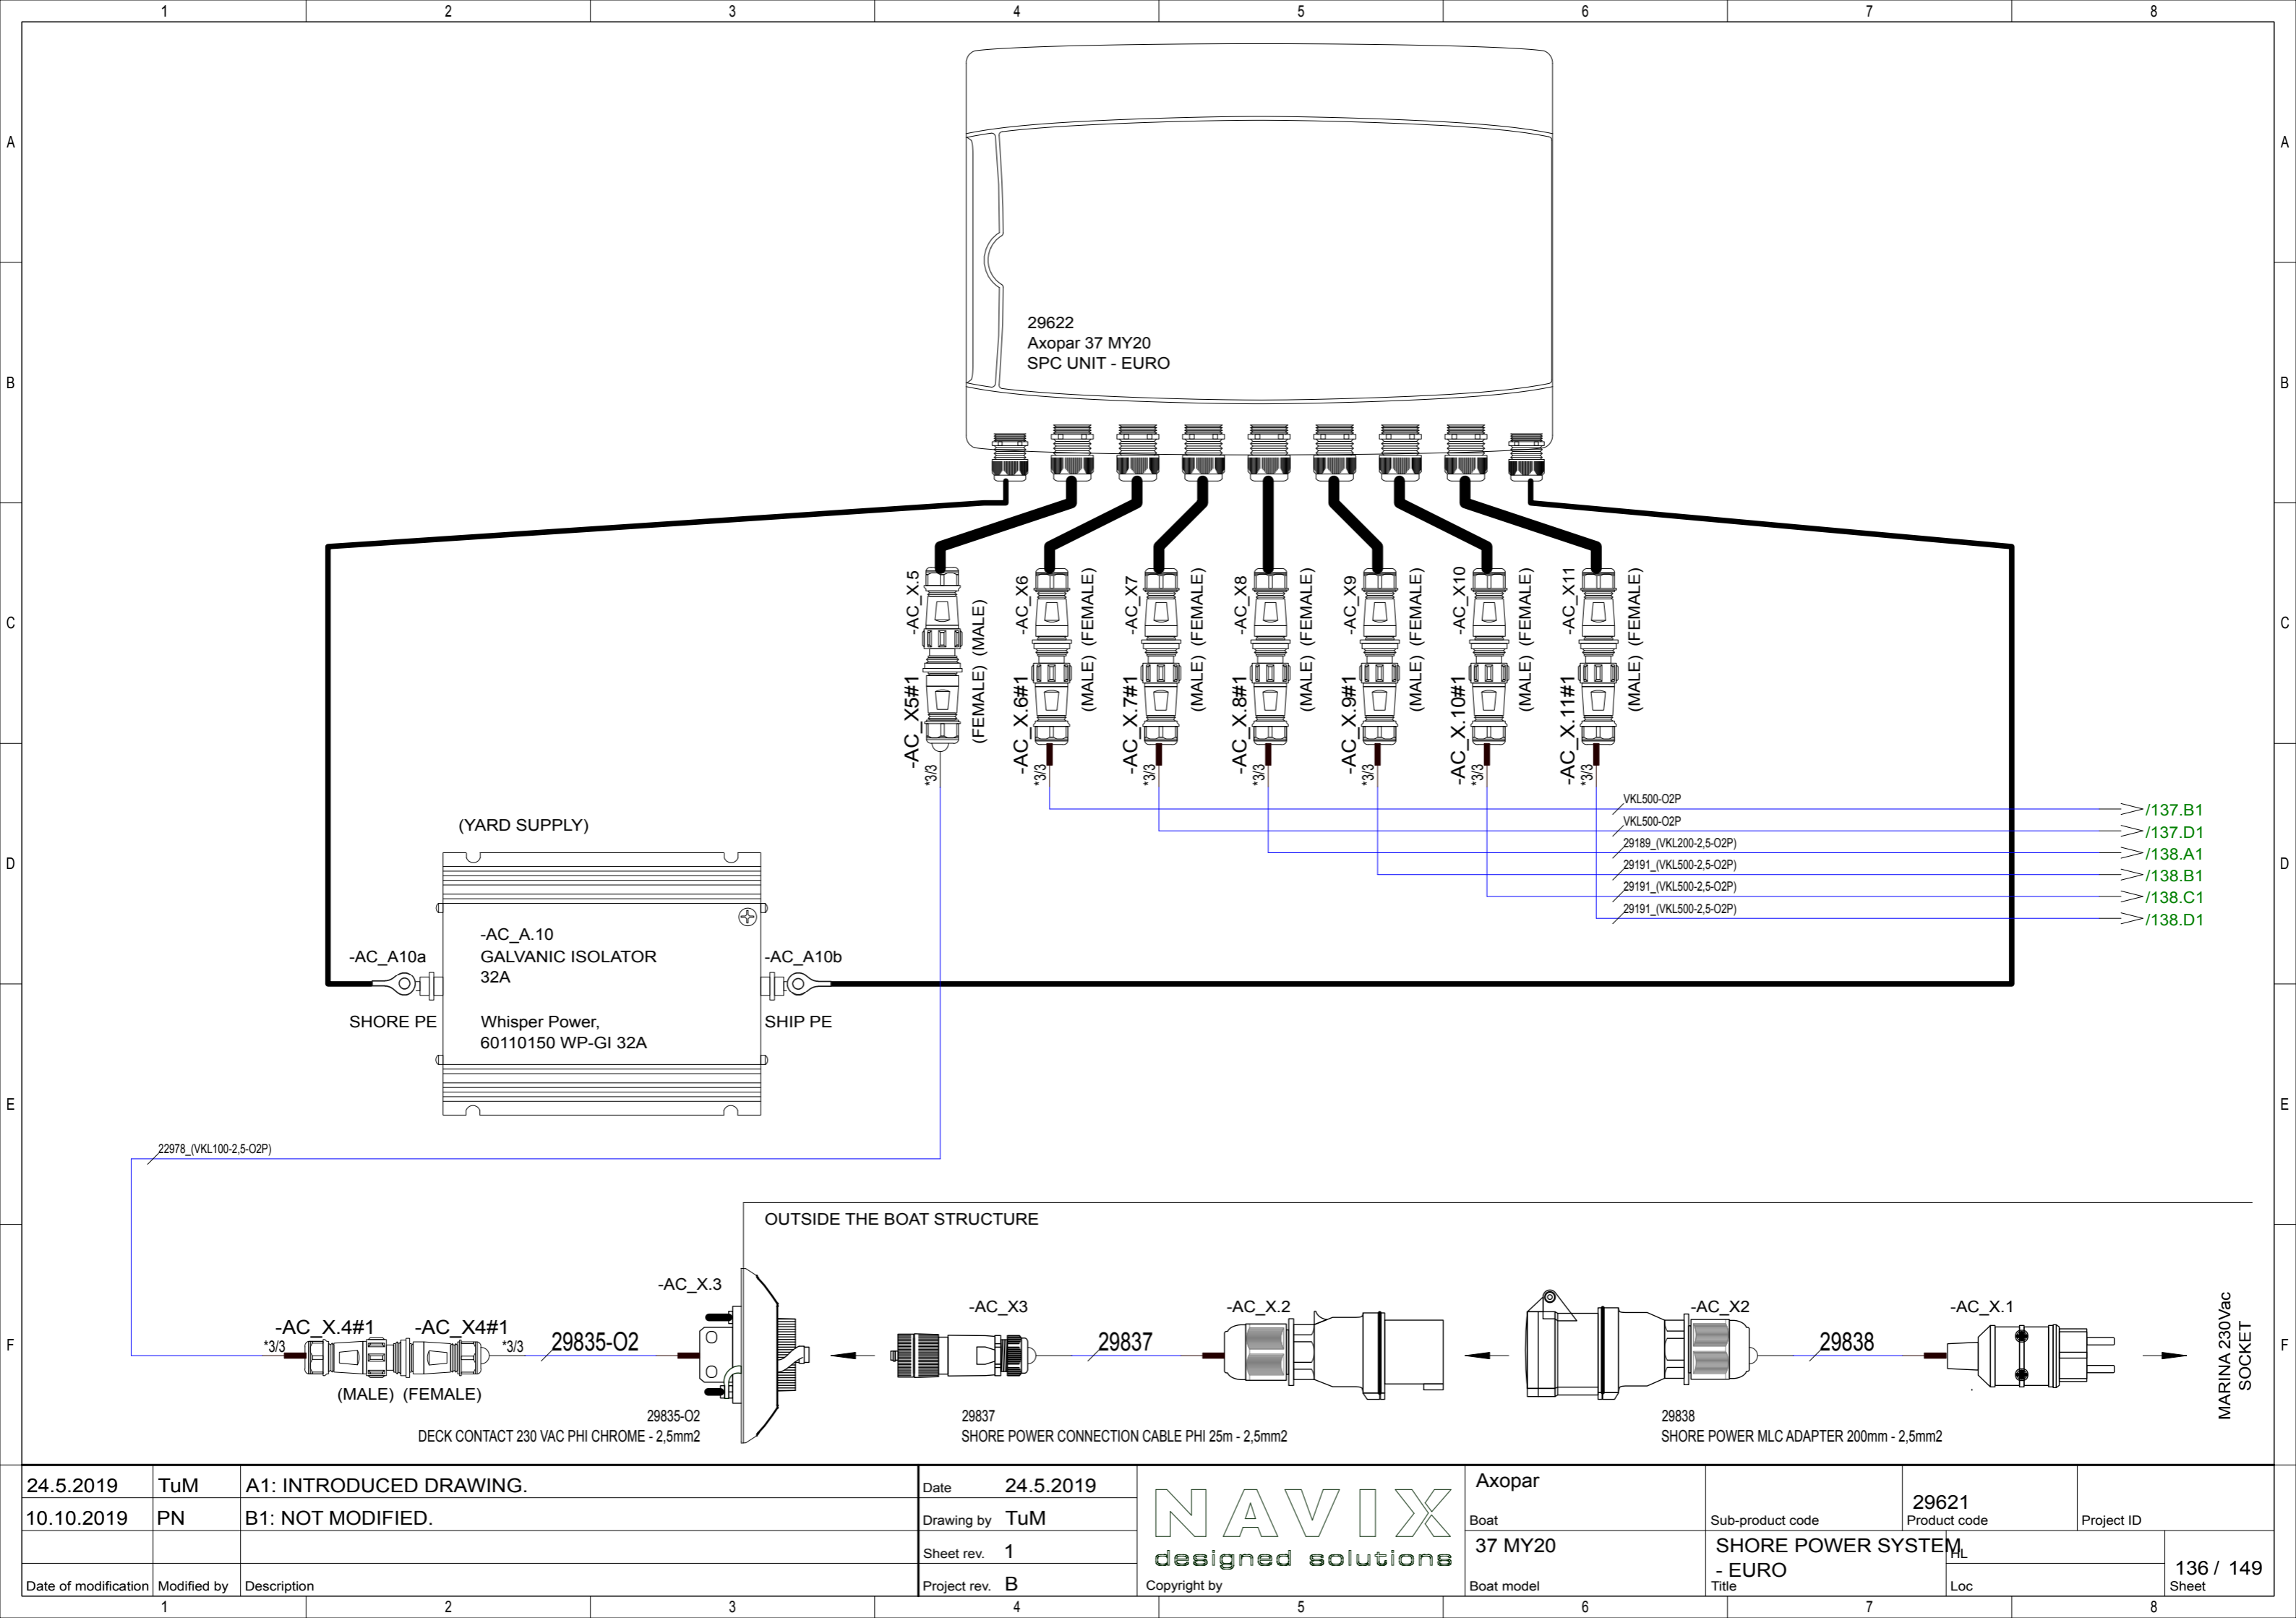 1 2 3 4 5 6 7 8
A A
B B
C C
D D
E E
F F
29622
Axopar 37 MY20
SPC UNIT - EURO
-AC_X.5
-AC_X6
-AC_X7
-AC_X8
-AC_X9
-AC_X10
-AC_X11
(FEMALE) (MALE)
(MALE) (FEMALE)
(MALE) (FEMALE)
(MALE) (FEMALE)
(MALE) (FEMALE)
(MALE) (FEMALE)
(MALE) (FEMALE)
-AC_X5#1
-AC_X.6#1
-AC_X.7#1
-AC_X.8#1
-AC_X.9#1
-AC_X.10#1
-AC_X.11#1
*3/3 *3/3 *3/3 *3/3 *3/3 *3/3 *3/3
VKL500-O2P /137.B1
VKL500-O2P /137.D1
29189_(VKL200-2,5-O2P) /138.A1
29191_(VKL500-2,5-O2P) /138.B1
29191_(VKL500-2,5-O2P) /138.C1
29191_(VKL500-2,5-O2P) /138.D1
(YARD SUPPLY)
-AC_A.10
GALVANIC ISOLATOR
32A
Whisper Power,
60110150 WP-GI 32A
-AC_A10a
SHORE PE
-AC_A10b
SHIP PE
22978_(VKL100-2,5-O2P)
OUTSIDE THE BOAT STRUCTURE
-AC_X.4#1 -AC_X4#1
*3/3 *3/3
(MALE) (FEMALE)
29835-O2
-AC_X.3
29835-O2
DECK CONTACT 230 VAC PHI CHROME - 2,5mm2
-AC_X3
29837
-AC_X.2
29837
SHORE POWER CONNECTION CABLE PHI 25m - 2,5mm2
-AC_X2
29838
-AC_X.1
29838
SHORE POWER MLC ADAPTER 200mm - 2,5mm2
MARINA 230Vac
SOCKET
24.5.2019 TuM A1: INTRODUCED DRAWING.
10.10.2019 PN B1: NOT MODIFIED.
Date of modification Modified by Description
Date 24.5.2019
Drawing by TuM
Sheet rev. 1
Project rev. B
NAVIX
designed solutions
Copyright by
Axopar
Boat
37 MY20
Boat model
Sub-product code
29621
Product code
Project ID
SHORE POWER SYSTEM
- EURO
Title
HL
Loc
136 / 149
Sheet
1 2 3 4 5 6 7 8